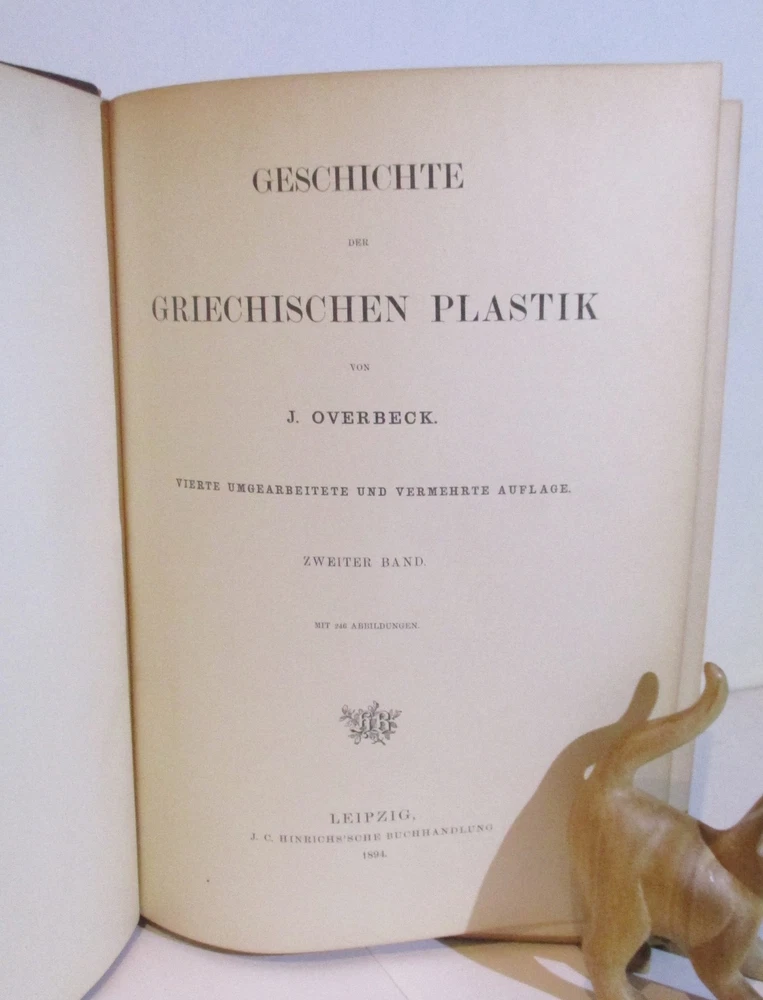 GESCHICHTE
DER
GRIECHISCHEN PLASTIK
VON
J. OVERBECK.
VIERTE UMGEARBEITETE UND VERMEHRTE AUFLAGE.
ZWEITER BAND.
MIT 246 ABBILDUNGEN.
LEIPZIG,
J. C. HINRICHS'SCHE BUCHHANDLUNG
1894.